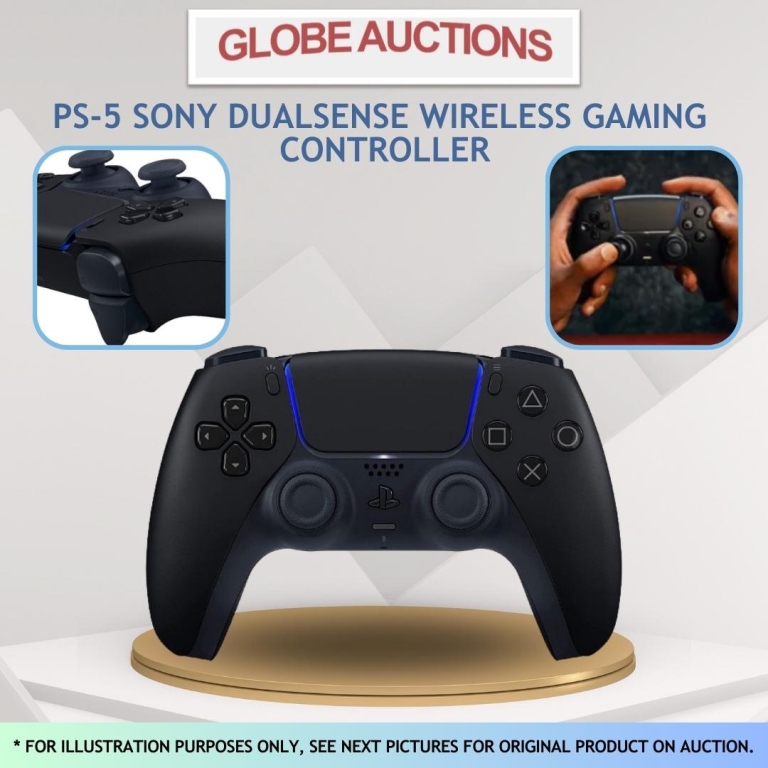 GLOBE AUCTIONS
PS-5 SONY DUALSENSE WIRELESS GAMING
CONTROLLER
* FOR ILLUSTRATION PURPOSES ONLY, SEE NEXT PICTURES FOR ORIGINAL PRODUCT ON AUCTION.